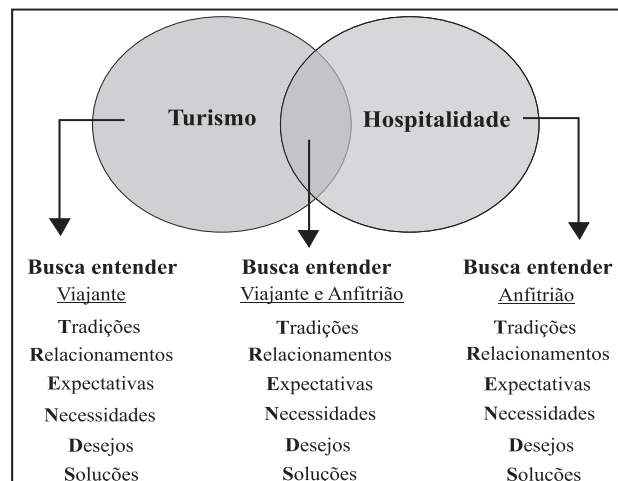 Turismo
Hospitalidade
Busca entender
Viajante
Tradições
Relacionamentos
Expectativas
Necessidades
Desejos
Soluções
Busca entender
Viajante e Anfitrião
Tradições
Relacionamentos
Expectativas
Necessidades
Desejos
Soluções
Busca entender
Anfitrião
Tradições
Relacionamentos
Expectativas
Necessidades
Desejos
Soluções